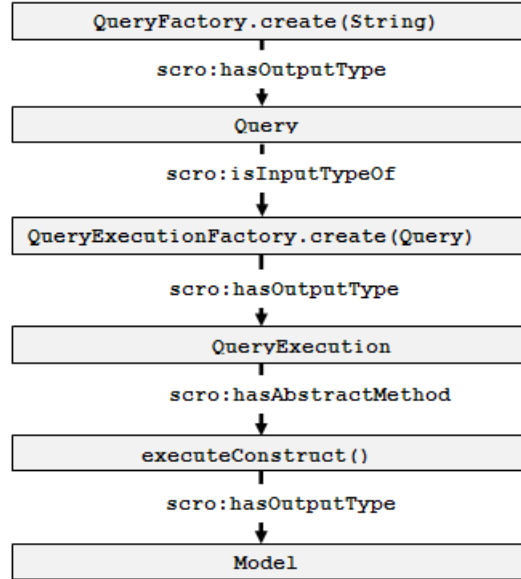 QueryFactory.create(String)
scro:hasOutputType
Query
scro:isInputTypeOf
QueryExecutionFactory.create(Query)
scro:hasOutputType
QueryExecution
scro:hasAbstractMethod
executeConstruct()
scro:hasOutputType
Model